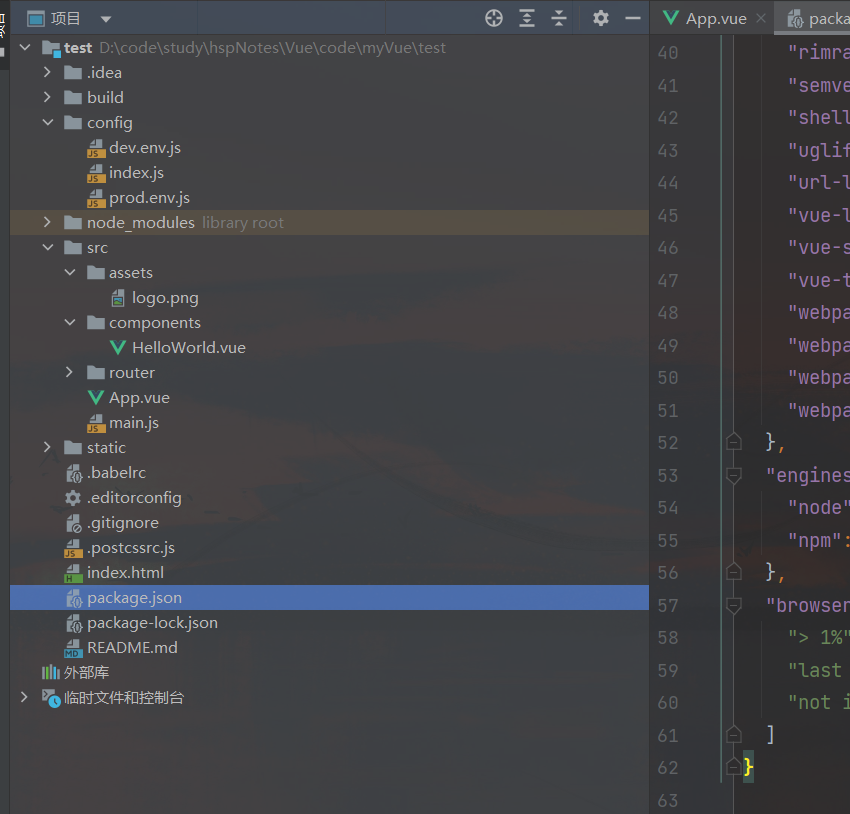 项目
test D:\code\study\hspNotes\Vue\code\myVue\test
.idea
build
config
dev.env.js
index.js
prod.env.js
node_modules library root
src
assets
logo.png
components
HelloWorld.vue
router
App.vue
main.js
static
.babelrc
.editorconfig
.gitignore
.postcssrc.js
index.html
package.json
package-lock.json
README.md
外部库
临时文件和控制台
App.vue packa
40 "rimra
41 "semve
42 "shell
43 "uglif
44 "url-l
45 "vue-l
46 "vue-s
47 "vue-t
48 "webpa
49 "webpa
50 "webpa
51 "webpa
52 },
53 "engines
54 "node"
55 "npm":
56 },
57 "browser
58 "> 1%"
59 "last
60 "not i
61 ]
62 }
63